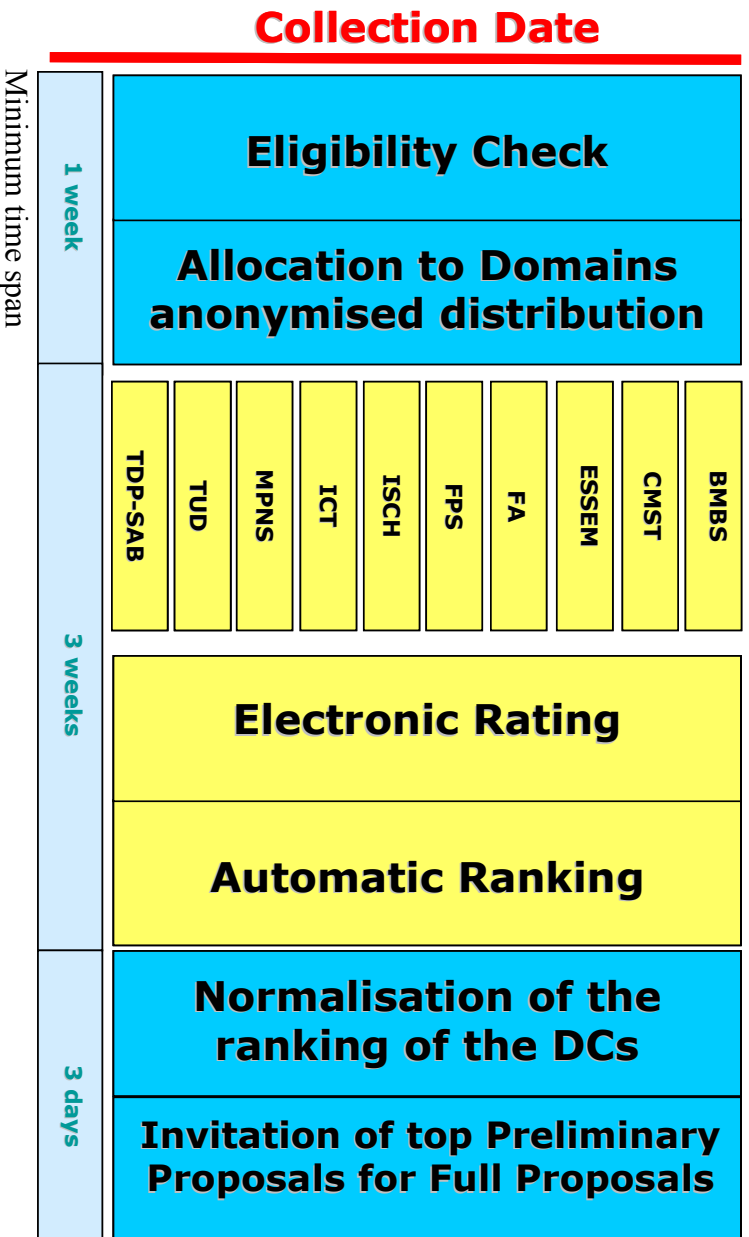 Collection Date
Minimum time span
1 week
Eligibility Check
Allocation to Domains
anonymised distribution
3 weeks
TDP-SAB
TUD
MPNS
ICT
ISCH
FPS
FA
ESSEM
CMST
BMBS
Electronic Rating
Automatic Ranking
3 days
Normalisation of the
ranking of the DCs
Invitation of top Preliminary
Proposals for Full Proposals